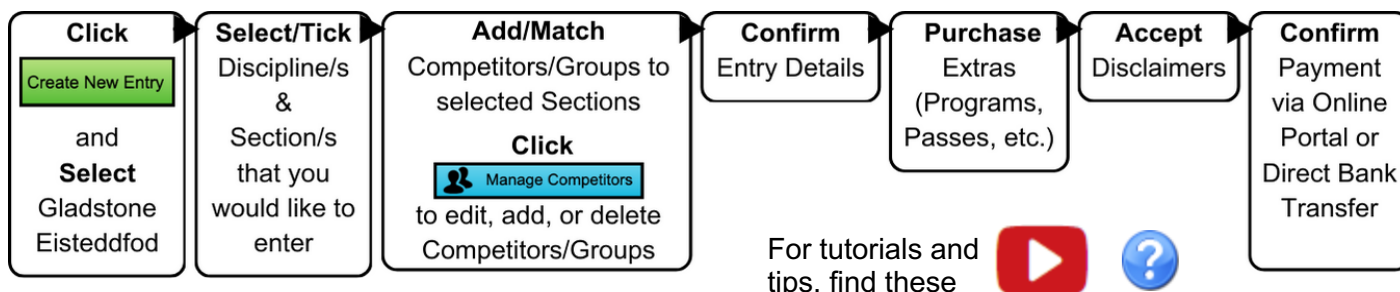 Click
Create New Entry
and
Select
Gladstone
Eisteddfod
Select/Tick
Discipline/s
&
Section/s
that you
would like to
enter
Add/Match
Competitors/Groups to
selected Sections
Click
Manage Competitors
to edit, add, or delete
Competitors/Groups
Confirm
Entry Details
Purchase
Extras
(Programs,
Passes, etc.)
Accept
Disclaimers
Confirm
Payment
via Online
Portal or
Direct Bank
Transfer
For tutorials and
tips, find these
?